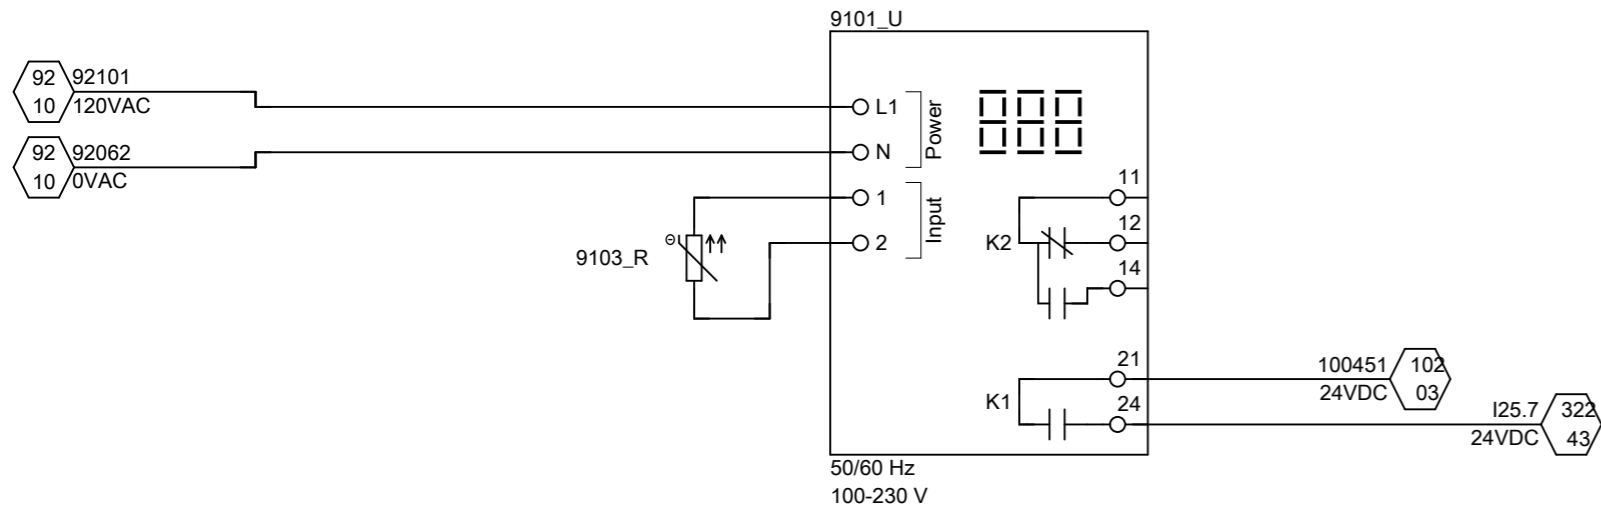 9101_U
92
92101
10
120VAC
92
92062
10
0VAC
L1
N
Power
1
2
Input
9103_R
Θ
K2
11
12
14
K1
21
24
100451
24VDC
102
03
I25.7
24VDC
322
43
50/60 Hz
100-230 V